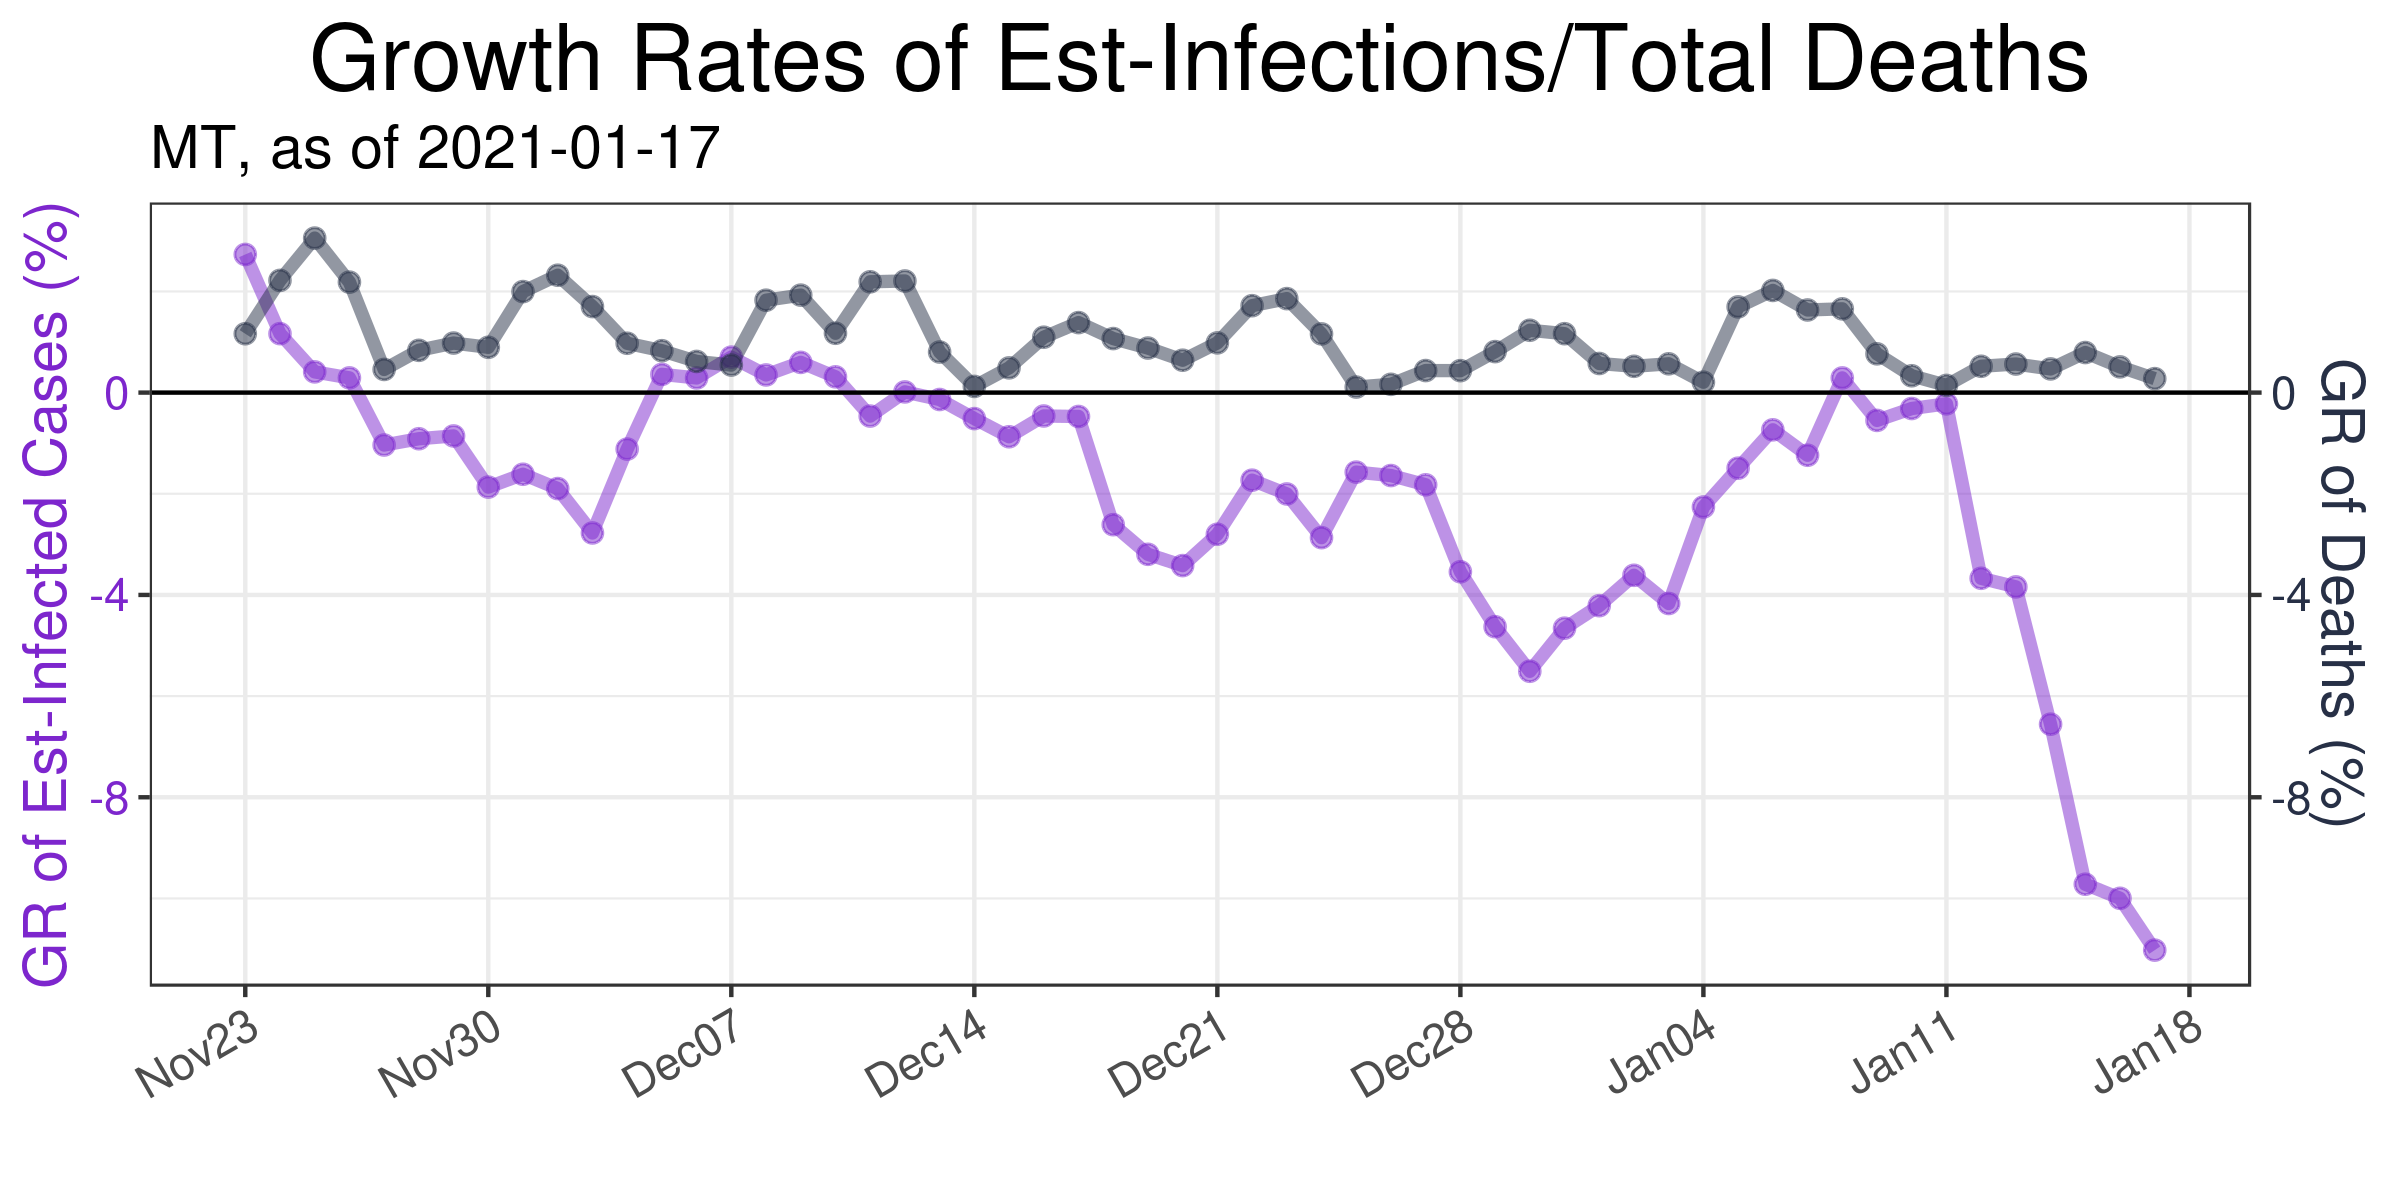 Growth Rates of Est-Infections/Total Deaths
MT, as of 2021-01-17
GR of Est-Infected Cases (%)
0
-4
-8
0
-4
-8
GR of Deaths (%)
Nov23
Nov30
Dec07
Dec14
Dec21
Dec28
Jan04
Jan11
Jan18